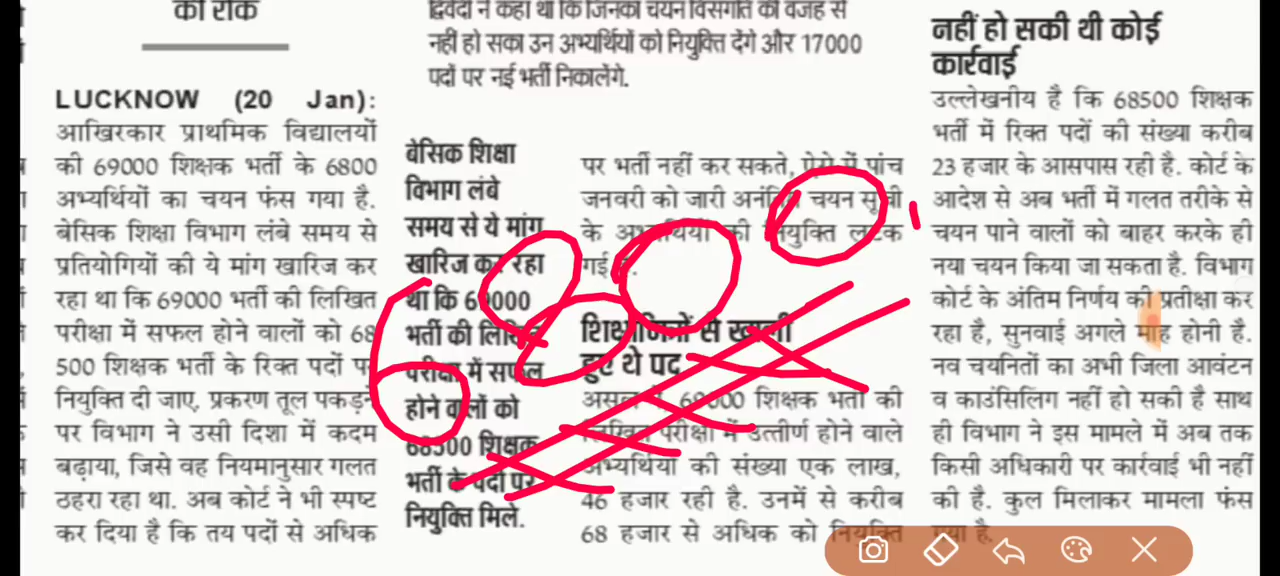 की रोक
LUCKNOW (20 Jan):
आखिरकार प्राथमिक विद्यालयों
की 69000 शिक्षक भर्ती के 6800
अभ्यर्थियों का चयन फंस गया है.
बेसिक शिक्षा विभाग लंबे समय से
प्रतियोगियों की ये मांग खारिज कर
रहा था कि 69000 भर्ती की लिखित
परीक्षा में सफल होने वालों को 68
500 शिक्षक भर्ती के रिक्त पदों पर
नियुक्ति दी जाए. प्रकरण तूल पकड़ने
पर विभाग ने उसी दिशा में कदम
बढ़ाया, जिसे वह नियमानुसार गलत
ठहरा रहा था. अब कोर्ट ने भी स्पष्ट
कर दिया है कि तय पदों से अधिक
द्विवेदी ने कहा था कि जिनका चयन विसंगति की वजह से
नहीं हो सका उन अभ्यर्थियों को नियुक्ति देंगे और 17000
पदों पर नई भर्ती निकालेंगे.
बेसिक शिक्षा
विभाग लंबे
समय से ये मांग
खारिज कर रहा
था कि 69000
भर्ती की लिखित
परीक्षा में सफल
होने वालों को
68500 शिक्षक
भर्ती के पदों पर
नियुक्ति मिले.
पर भर्ती नहीं कर सकते, ऐसे में पांच
जनवरी को जारी अनंतिम चयन सूची
के अभ्यर्थियों की नियुक्ति लटक
गई है.
शिक्षामित्रों से खाली
हुए थे पद
असल में 69000 शिक्षक भर्ती की
लिखित परीक्षा में उत्तीर्ण होने वाले
अभ्यर्थियों की संख्या एक लाख,
46 हजार रही है. उनमें से करीब
68 हजार से अधिक को नियुक्ति
नहीं हो सकी थी कोई
कार्रवाई
उल्लेखनीय है कि 68500 शिक्षक
भर्ती में रिक्त पदों की संख्या करीब
23 हजार के आसपास रही है. कोर्ट के
आदेश से अब भर्ती में गलत तरीके से
चयन पाने वालों को बाहर करके ही
नया चयन किया जा सकता है. विभाग
कोर्ट के अंतिम निर्णय की प्रतीक्षा कर
रहा है, सुनवाई अगले माह होनी है.
नव चयनितों का अभी जिला आवंटन
व काउंसिलिंग नहीं हो सकी है साथ
ही विभाग ने इस मामले में अब तक
किसी अधिकारी पर कार्रवाई भी नहीं
की है. कुल मिलाकर मामला फंस
गया है.